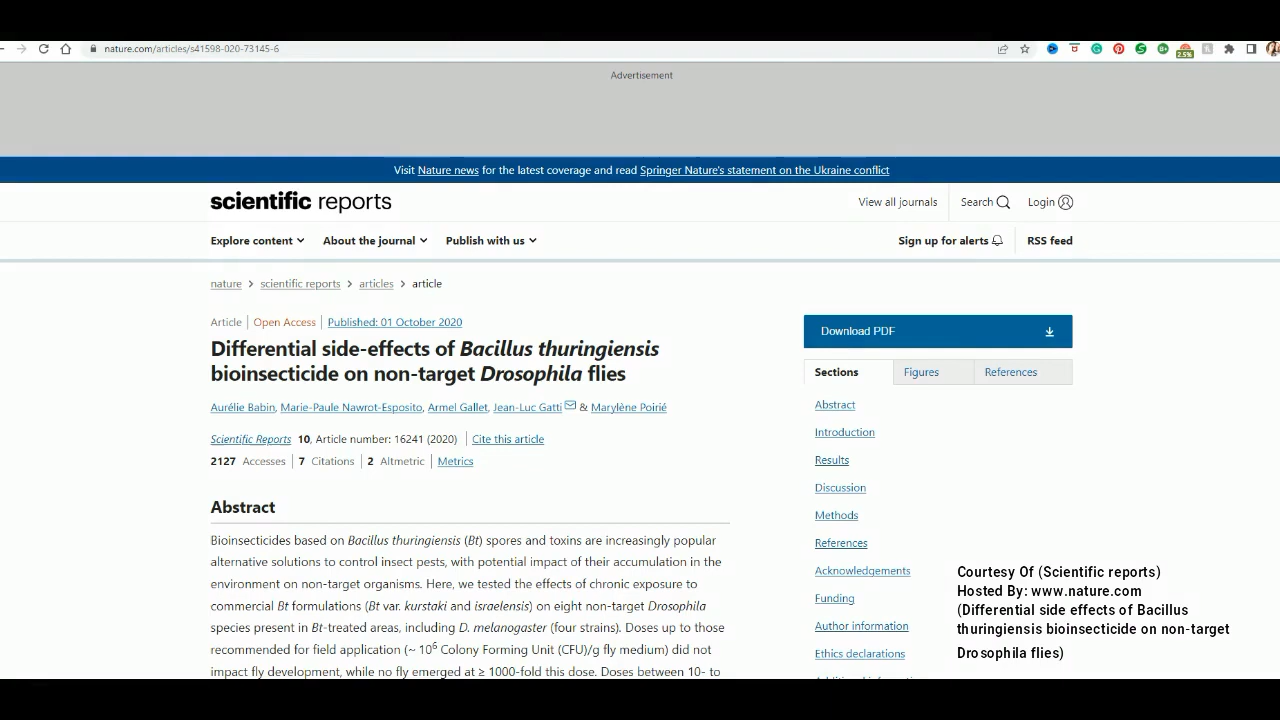 nature.com/articles/s41598-020-73145-6
2.5%
Advertisement
Visit Nature news for the latest coverage and read Springer Nature's statement on the Ukraine conflict
scientific reports
View all journals
Search
Login
Explore content
About the journal
Publish with us
Sign up for alerts
RSS feed
nature > scientific reports > articles > article
Article | Open Access | Published: 01 October 2020
Differential side-effects of Bacillus thuringiensis
bioinsecticide on non-target Drosophila flies
Aurélie Babin, Marie-Paule Nawrot-Esposito, Armel Gallet, Jean-Luc Gatti & Marylène Poirié
Scientific Reports 10, Article number: 16241 (2020) | Cite this article
2127 Accesses | 7 Citations | 2 Altmetric | Metrics
Abstract
Bioinsecticides based on Bacillus thuringiensis (Bt) spores and toxins are increasingly popular
alternative solutions to control insect pests, with potential impact of their accumulation in the
environment on non-target organisms. Here, we tested the effects of chronic exposure to
commercial Bt formulations (Bt var. kurstaki and israelensis) on eight non-target Drosophila
species present in Bt-treated areas, including D. melanogaster (four strains). Doses up to those
recommended for field application (~ 10⁶ Colony Forming Unit (CFU)/g fly medium) did not
impact fly development, while no fly emerged at ≥ 1000-fold this dose. Doses between 10- to
Download PDF
Sections
Figures
References
Abstract
Introduction
Results
Discussion
Methods
References
Acknowledgements
Funding
Author information
Ethics declarations
Courtesy Of (Scientific reports)
Hosted By: www.nature.com
(Differential side effects of Bacillus
thuringiensis bioinsecticide on non-target
Drosophila flies)